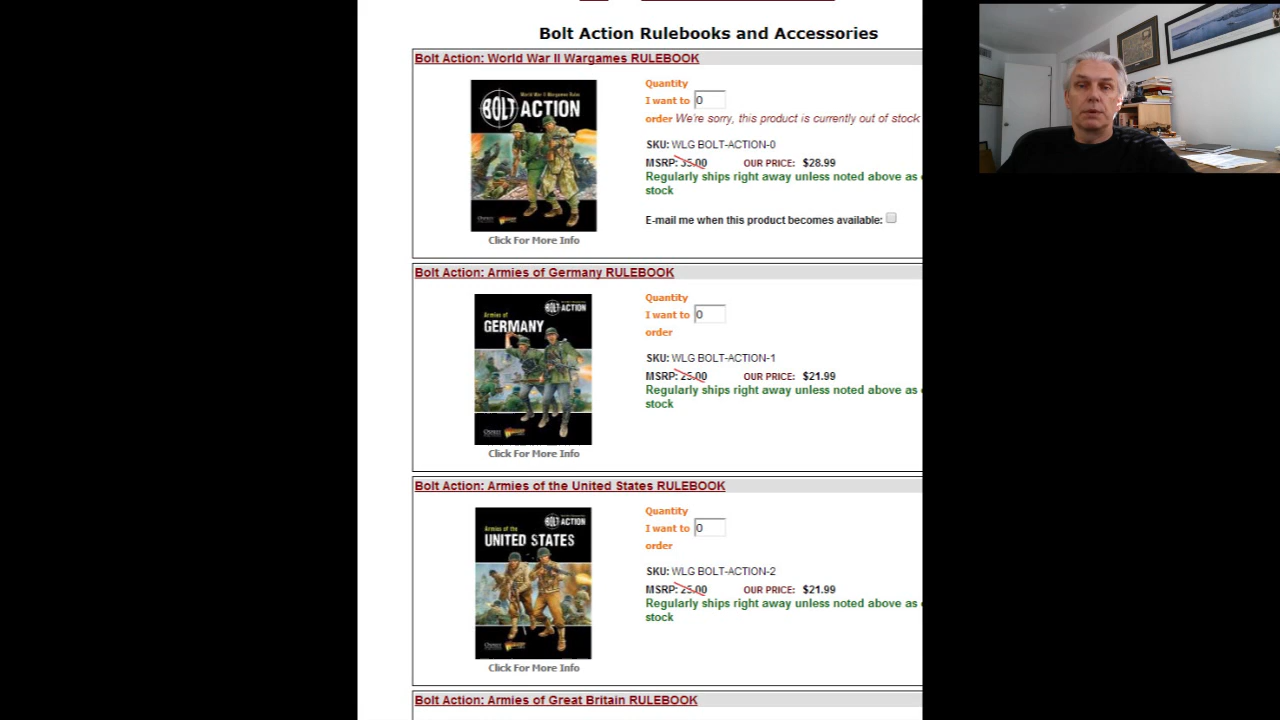 Bolt Action Rulebooks and Accessories
Bolt Action: World War II Wargames RULEBOOK
World War II Wargames Rules
BOLT ACTION
Click For More Info
Quantity
I want to 0
order We're sorry, this product is currently out of stock
SKU: WLG BOLT-ACTION-0
MSRP: 35.00 OUR PRICE: $28.99
Regularly ships right away unless noted above as
stock
E-mail me when this product becomes available:
Bolt Action: Armies of Germany RULEBOOK
BOLT ACTION
Armies of
GERMANY
Click For More Info
Quantity
I want to 0
order
SKU: WLG BOLT-ACTION-1
MSRP: 25.00 OUR PRICE: $21.99
Regularly ships right away unless noted above as
stock
Bolt Action: Armies of the United States RULEBOOK
BOLT ACTION
Armies of the
UNITED STATES
Click For More Info
Quantity
I want to 0
order
SKU: WLG BOLT-ACTION-2
MSRP: 25.00 OUR PRICE: $21.99
Regularly ships right away unless noted above as
stock
Bolt Action: Armies of Great Britain RULEBOOK